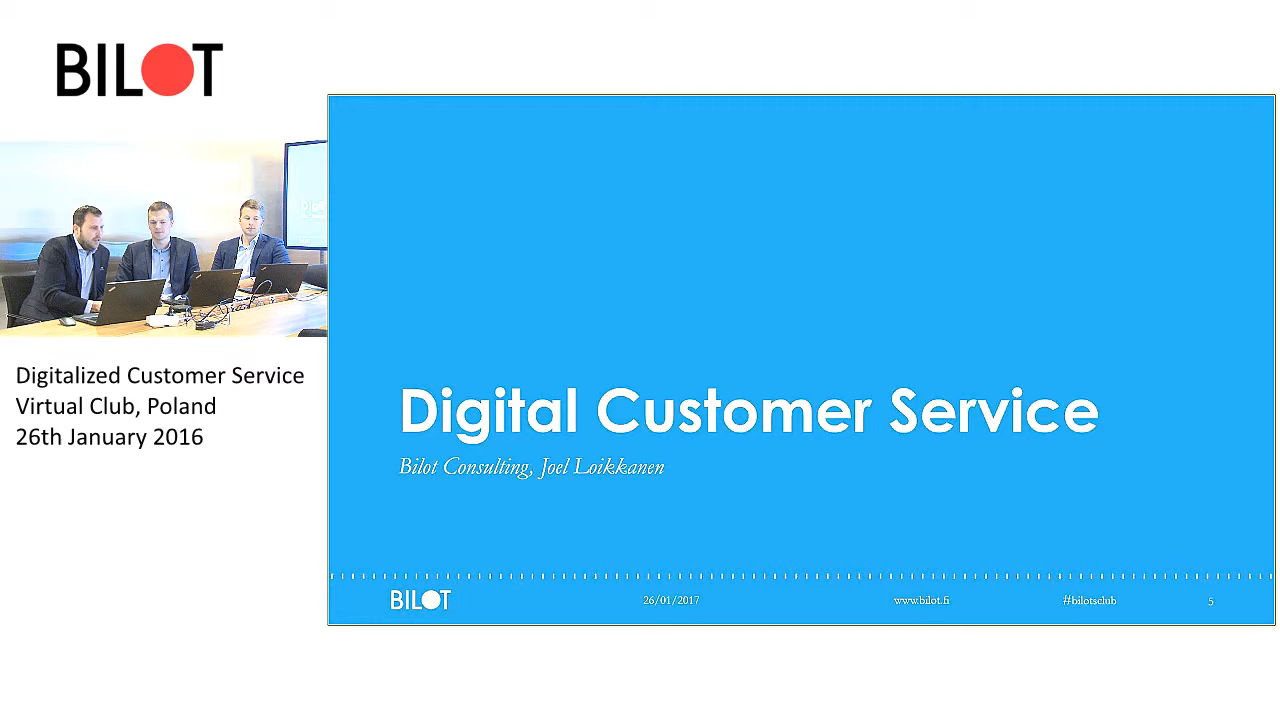 BILOT
Digitalized Customer Service
Virtual Club, Poland
26th January 2016
Digital Customer Service
Bilot Consulting, Joel Loikkanen
BILOT
26/01/2017
www.bilot.fi
#bilotsclub
5